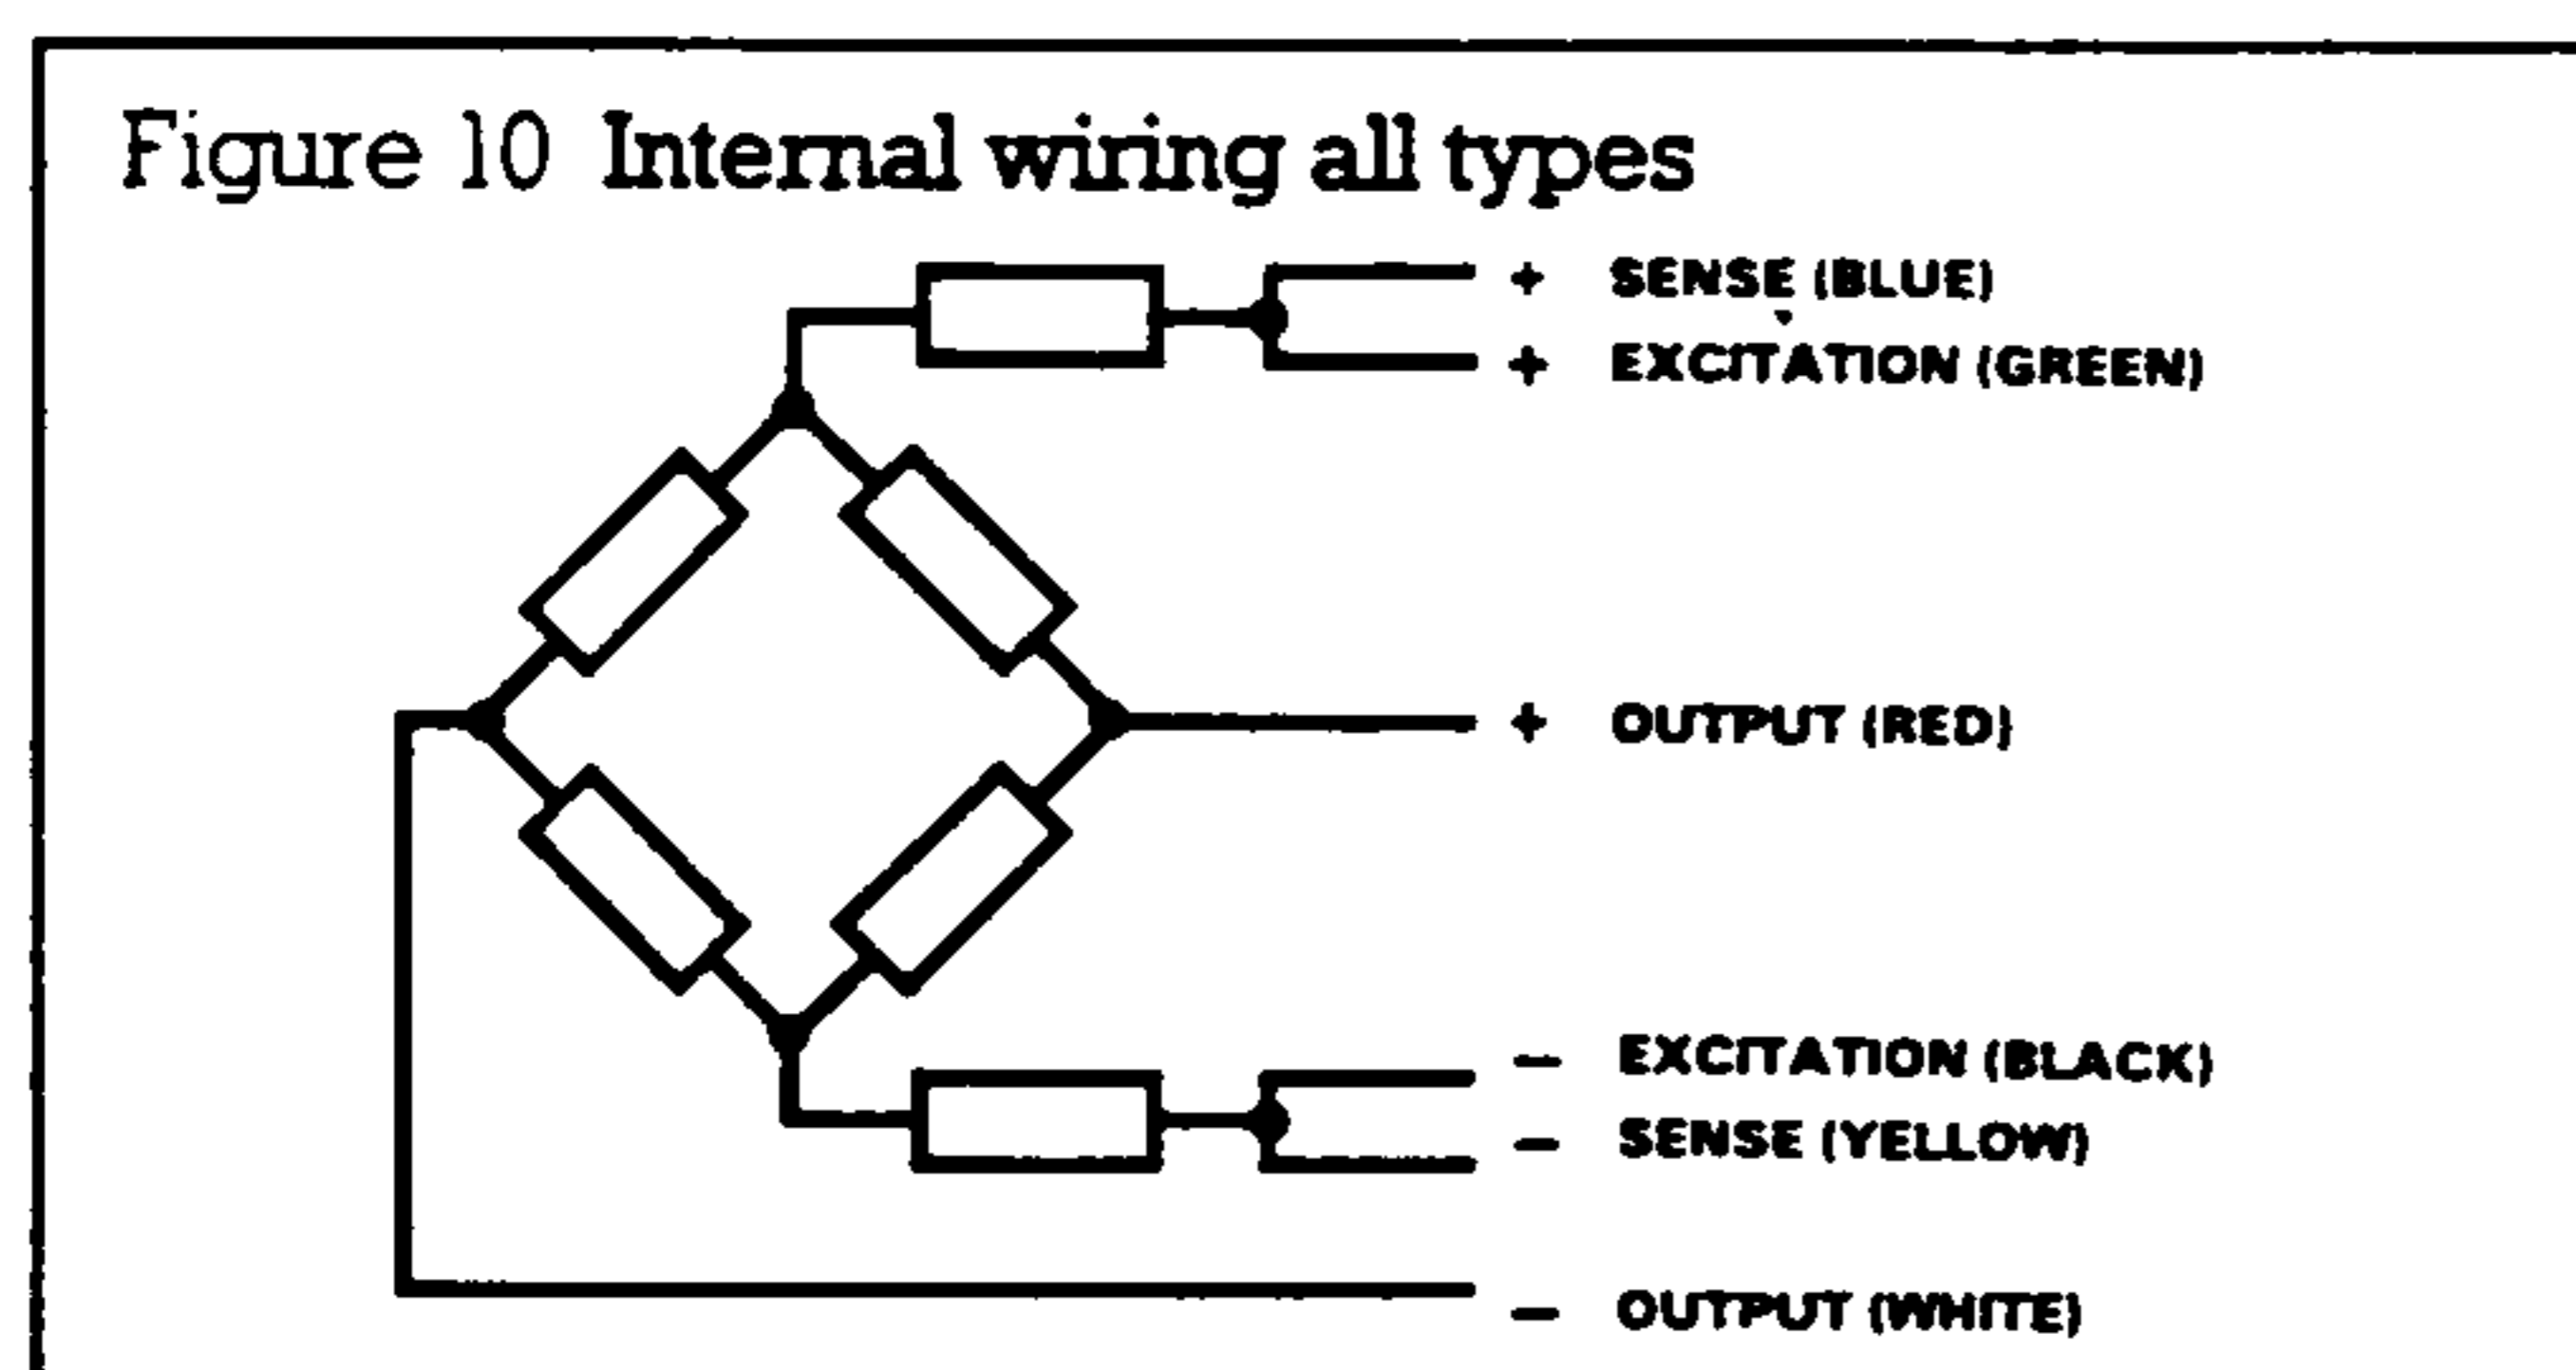 Figure 10 Internal wiring all types
+ SENSE (BLUE)
+ EXCITATION (GREEN)
+ OUTPUT (RED)
− EXCITATION (BLACK)
− SENSE (YELLOW)
− OUTPUT (WHITE)